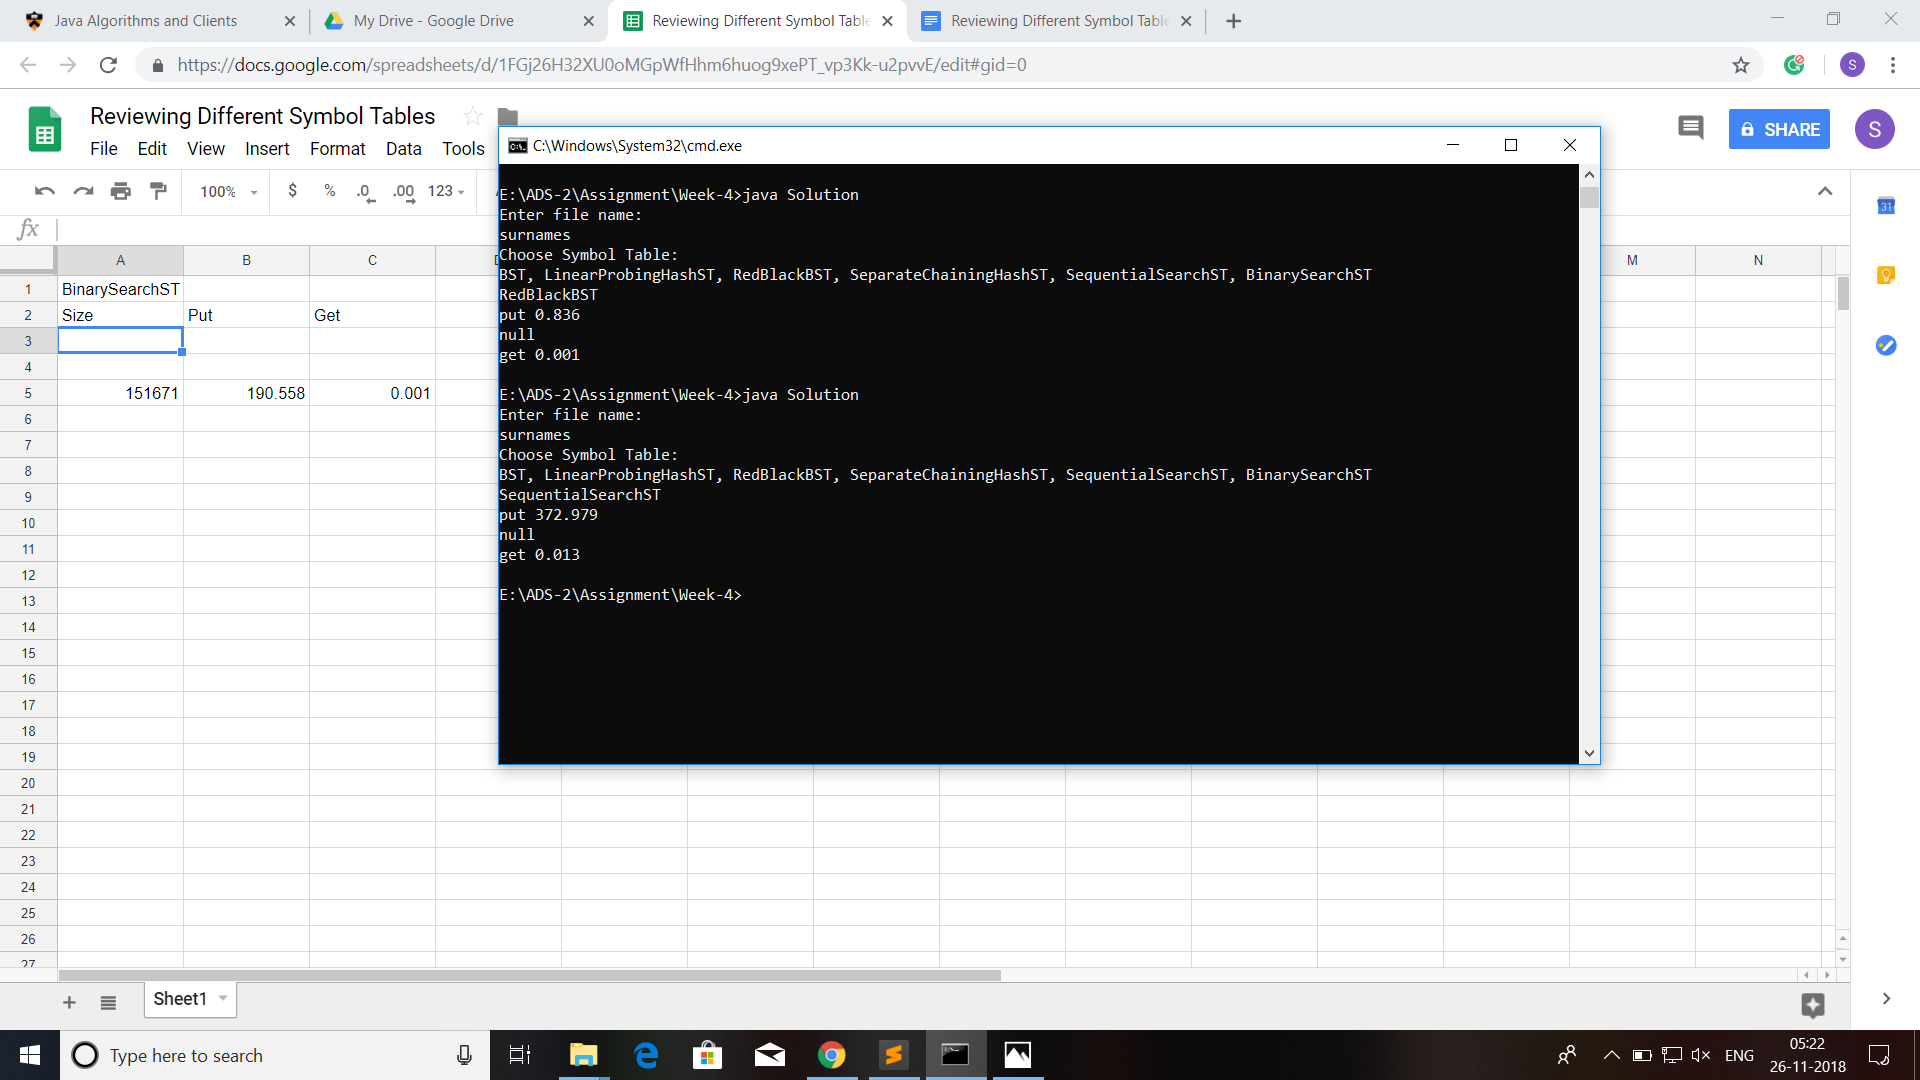 Java Algorithms and Clients
My Drive - Google Drive
Reviewing Different Symbol Table
Reviewing Different Symbol Table
https://docs.google.com/spreadsheets/d/1FGj26H32XU0oMGpWfHhm6huog9xePT_vp3Kk-u2pvvE/edit#gid=0
S
Reviewing Different Symbol Tables
File Edit View Insert Format Data Tools
SHARE
S
100% $ % .0 .00 123
31
fx
A B C M N
1 BinarySearchST
2 Size Put Get
3
4
5 151671 190.558 0.001
6
7
8
9
10
11
12
13
14
15
16
17
18
19
20
21
22
23
24
25
26
27
C:\Windows\System32\cmd.exe
E:\ADS-2\Assignment\Week-4>java Solution
Enter file name:
surnames
Choose Symbol Table:
BST, LinearProbingHashST, RedBlackBST, SeparateChainingHashST, SequentialSearchST, BinarySearchST
RedBlackBST
put 0.836
null
get 0.001
E:\ADS-2\Assignment\Week-4>java Solution
Enter file name:
surnames
Choose Symbol Table:
BST, LinearProbingHashST, RedBlackBST, SeparateChainingHashST, SequentialSearchST, BinarySearchST
SequentialSearchST
put 372.979
null
get 0.013
E:\ADS-2\Assignment\Week-4>
Sheet1
Type here to search
ENG
05:22
26-11-2018